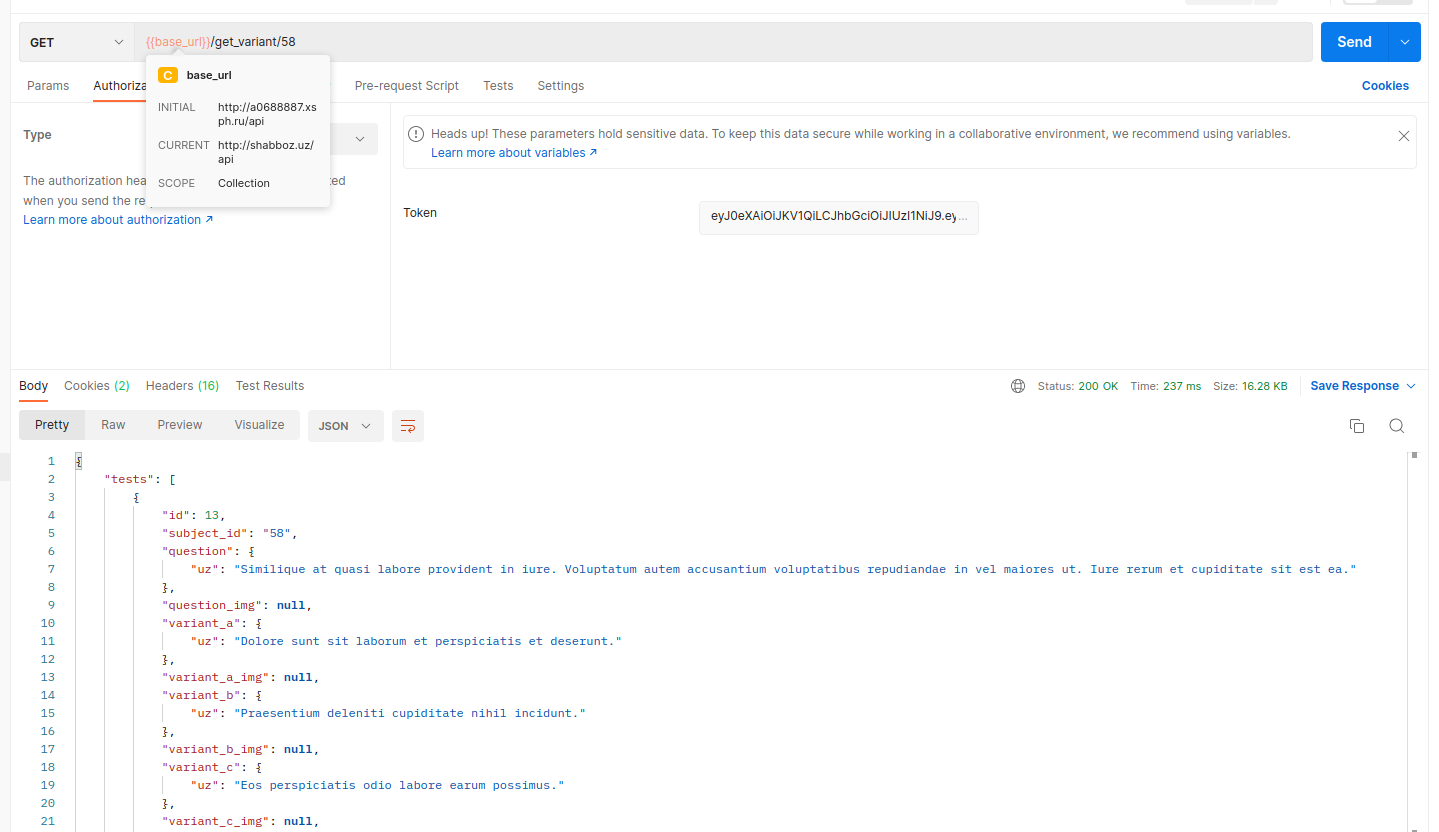 GET
{{base_url}}/get_variant/58
Send
C base_url
INITIAL http://a0688887.xs
ph.ru/api
CURRENT http://shabboz.uz/
api
SCOPE Collection
Params
Authoriza
Pre-request Script
Tests
Settings
Cookies
Type
The authorization hea
ted
when you send the re
Learn more about authorization ↗
Heads up! These parameters hold sensitive data. To keep this data secure while working in a collaborative environment, we recommend using variables.
Learn more about variables ↗
Token
eyJ0eXAiOiJKV1QiLCJhbGciOiJIUzI1NiJ9.ey...
Body Cookies (2) Headers (16) Test Results
Status: 200 OK Time: 237 ms Size: 16.28 KB Save Response
Pretty Raw Preview Visualize JSON
1 {
2 "tests": [
3 {
4 "id": 13,
5 "subject_id": "58",
6 "question": {
7 "uz": "Similique at quasi labore provident in iure. Voluptatum autem accusantium voluptatibus repudiandae in vel maiores ut. Iure rerum et cupiditate sit est ea."
8 },
9 "question_img": null,
10 "variant_a": {
11 "uz": "Dolore sunt sit laborum et perspiciatis et deserunt."
12 },
13 "variant_a_img": null,
14 "variant_b": {
15 "uz": "Praesentium deleniti cupiditate nihil incidunt."
16 },
17 "variant_b_img": null,
18 "variant_c": {
19 "uz": "Eos perspiciatis odio labore earum possimus."
20 },
21 "variant_c_img": null,